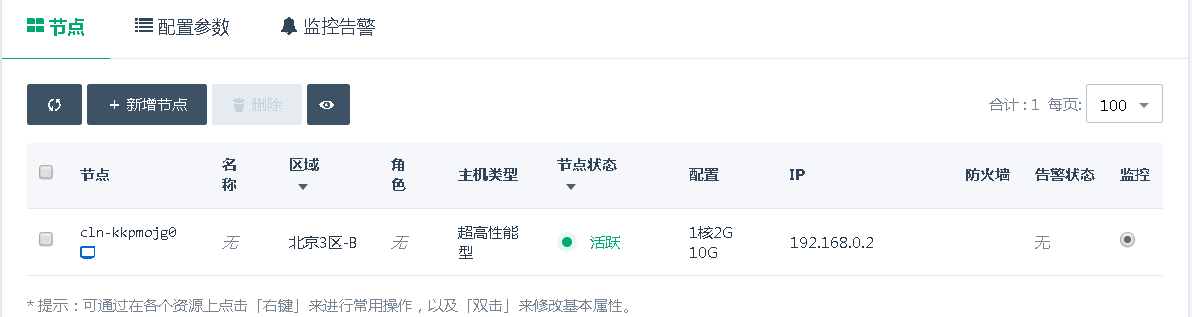 节点 配置参数 监控告警
+ 新增节点 删除 合计 : 1 每页: 100
节点 名称 区域 角色 主机类型 节点状态 配置 IP 防火墙 告警状态 监控
cln-kkpmojg0 无 北京3区-B 无 超高性能型 活跃 1核2G 10G 192.168.0.2 无
* 提示：可通过在各个资源上点击「右键」来进行常用操作，以及「双击」来修改基本属性。